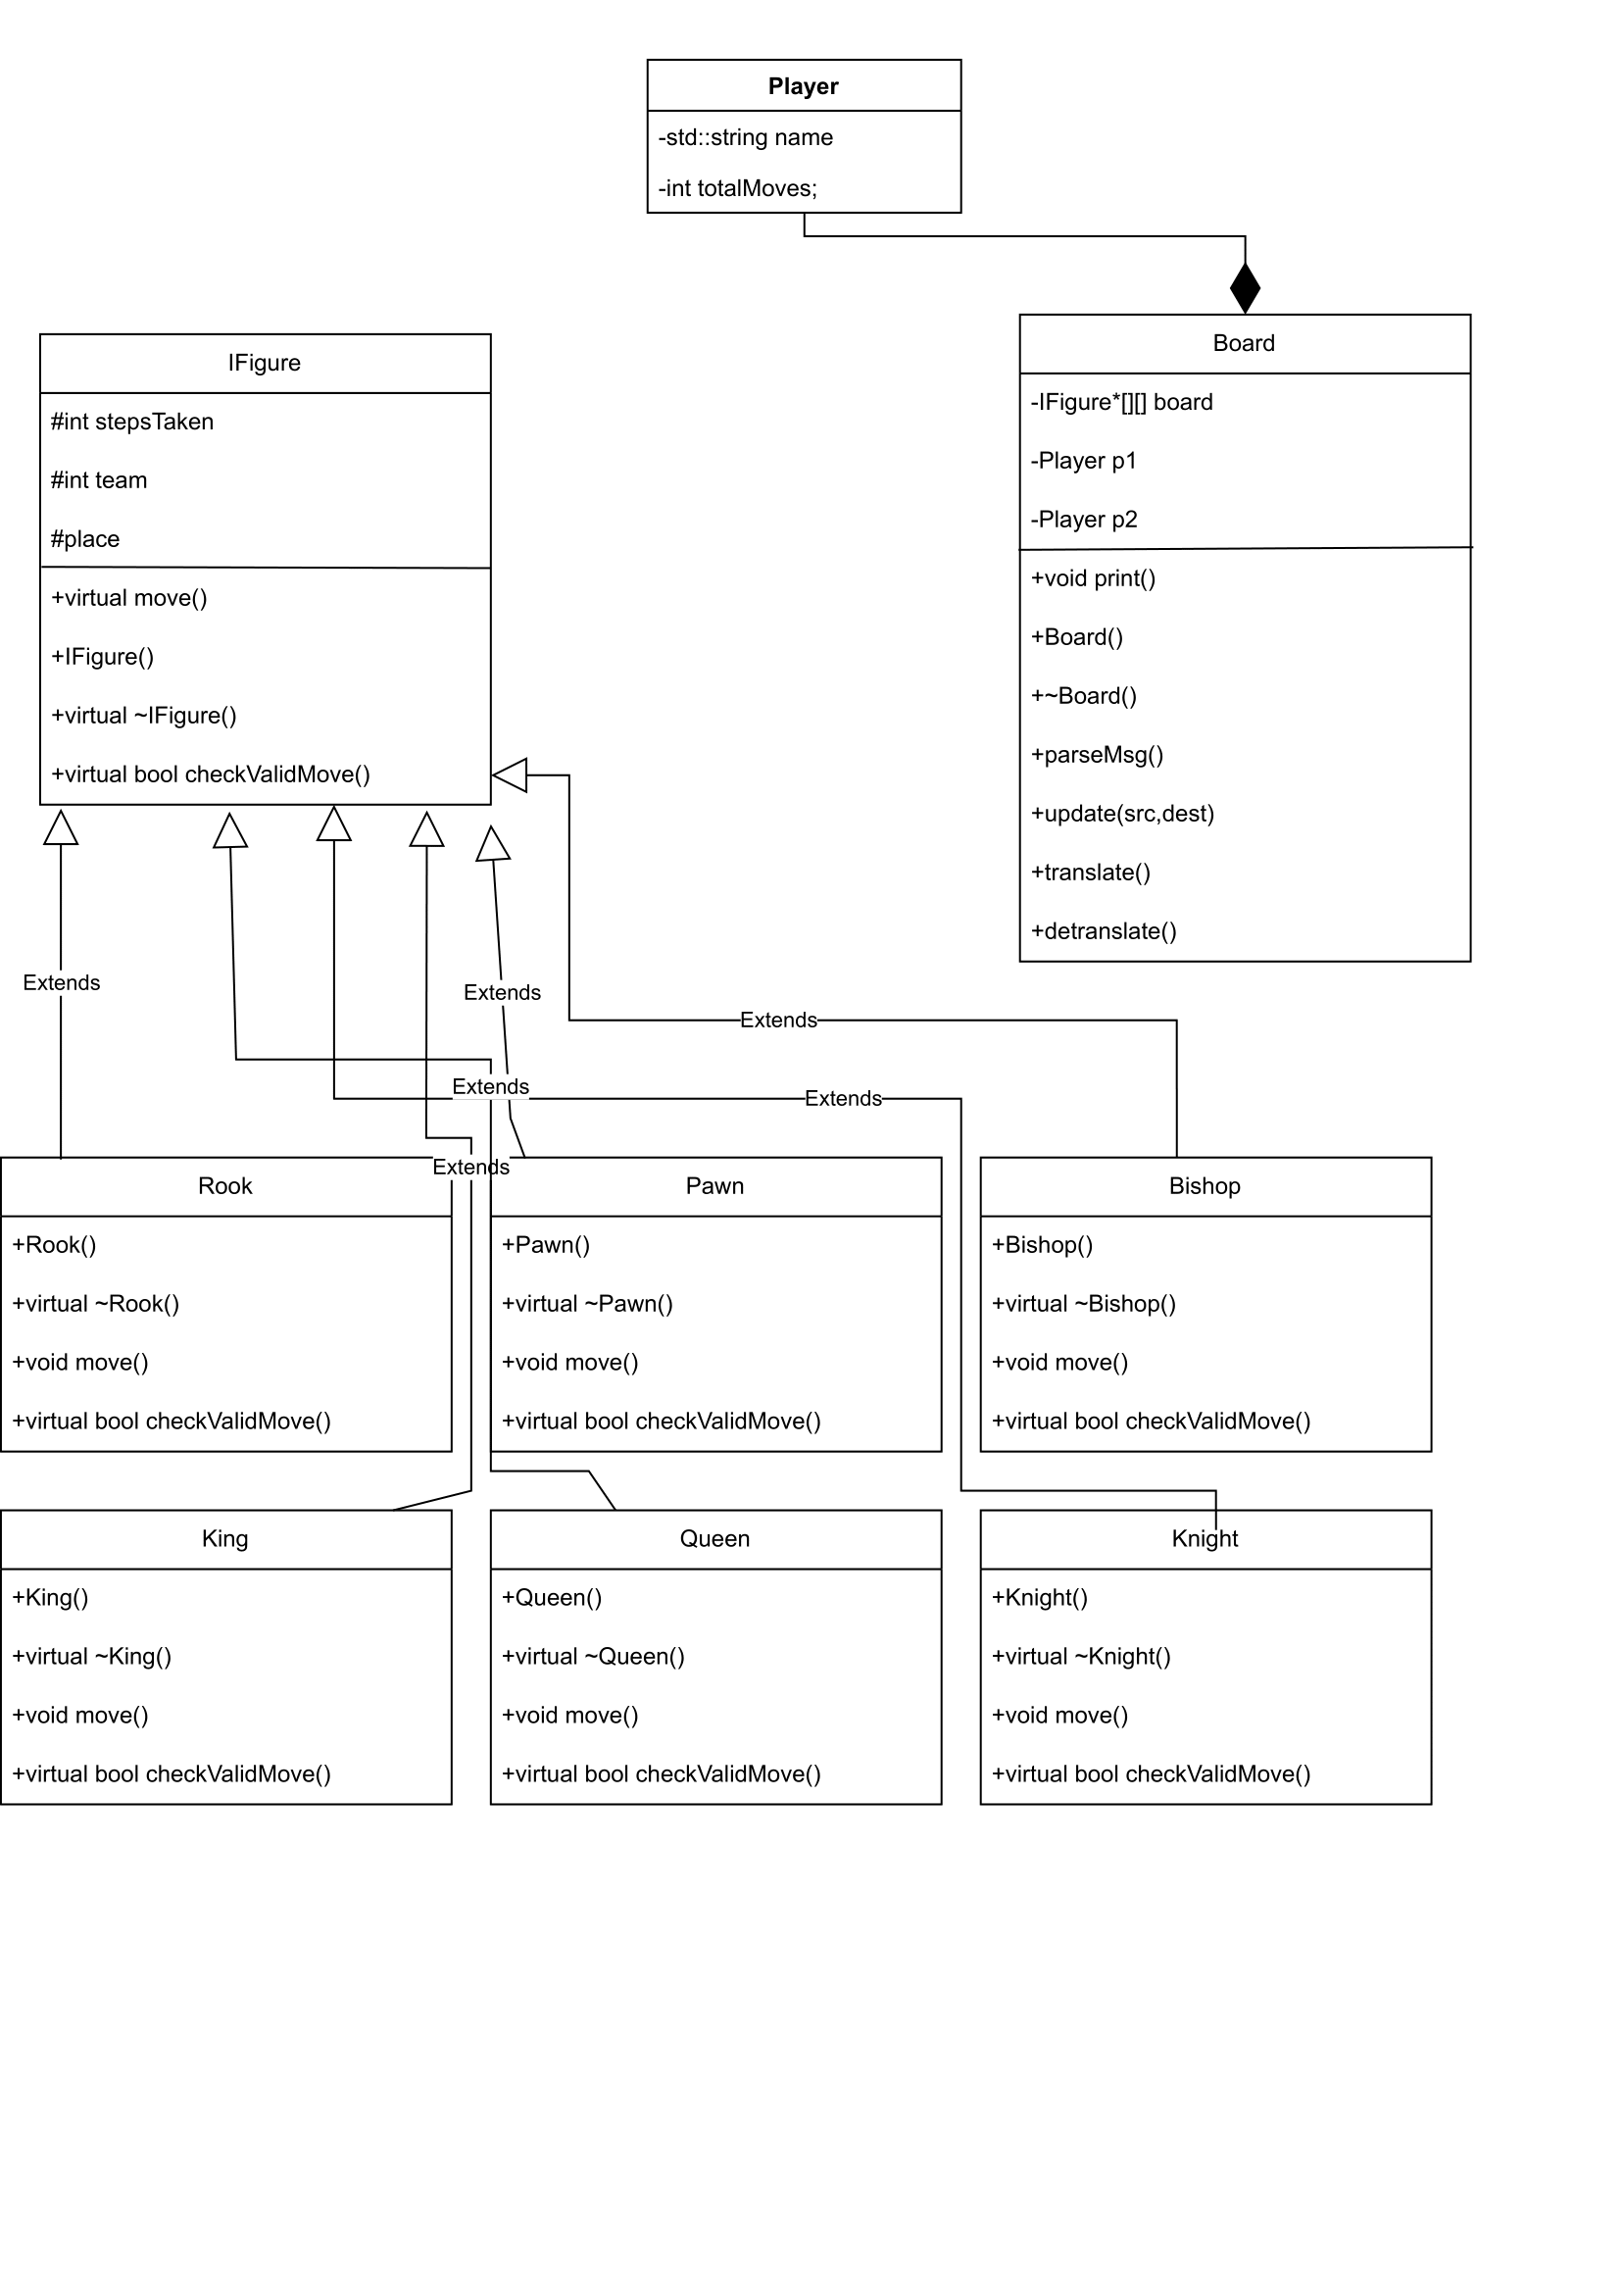 Player
-std::string name
-int totalMoves;
IFigure
#int stepsTaken
#int team
#place
+virtual move()
+IFigure()
+virtual ~IFigure()
+virtual bool checkValidMove()
Board
-IFigure*[][] board
-Player p1
-Player p2
+void print()
+Board()
+~Board()
+parseMsg()
+update(src,dest)
+translate()
+detranslate()
Extends
Extends
Extends
Extends
Extends
Extends
Rook
+Rook()
+virtual ~Rook()
+void move()
+virtual bool checkValidMove()
Pawn
+Pawn()
+virtual ~Pawn()
+void move()
+virtual bool checkValidMove()
Bishop
+Bishop()
+virtual ~Bishop()
+void move()
+virtual bool checkValidMove()
King
+King()
+virtual ~King()
+void move()
+virtual bool checkValidMove()
Queen
+Queen()
+virtual ~Queen()
+void move()
+virtual bool checkValidMove()
Knight
+Knight()
+virtual ~Knight()
+void move()
+virtual bool checkValidMove()